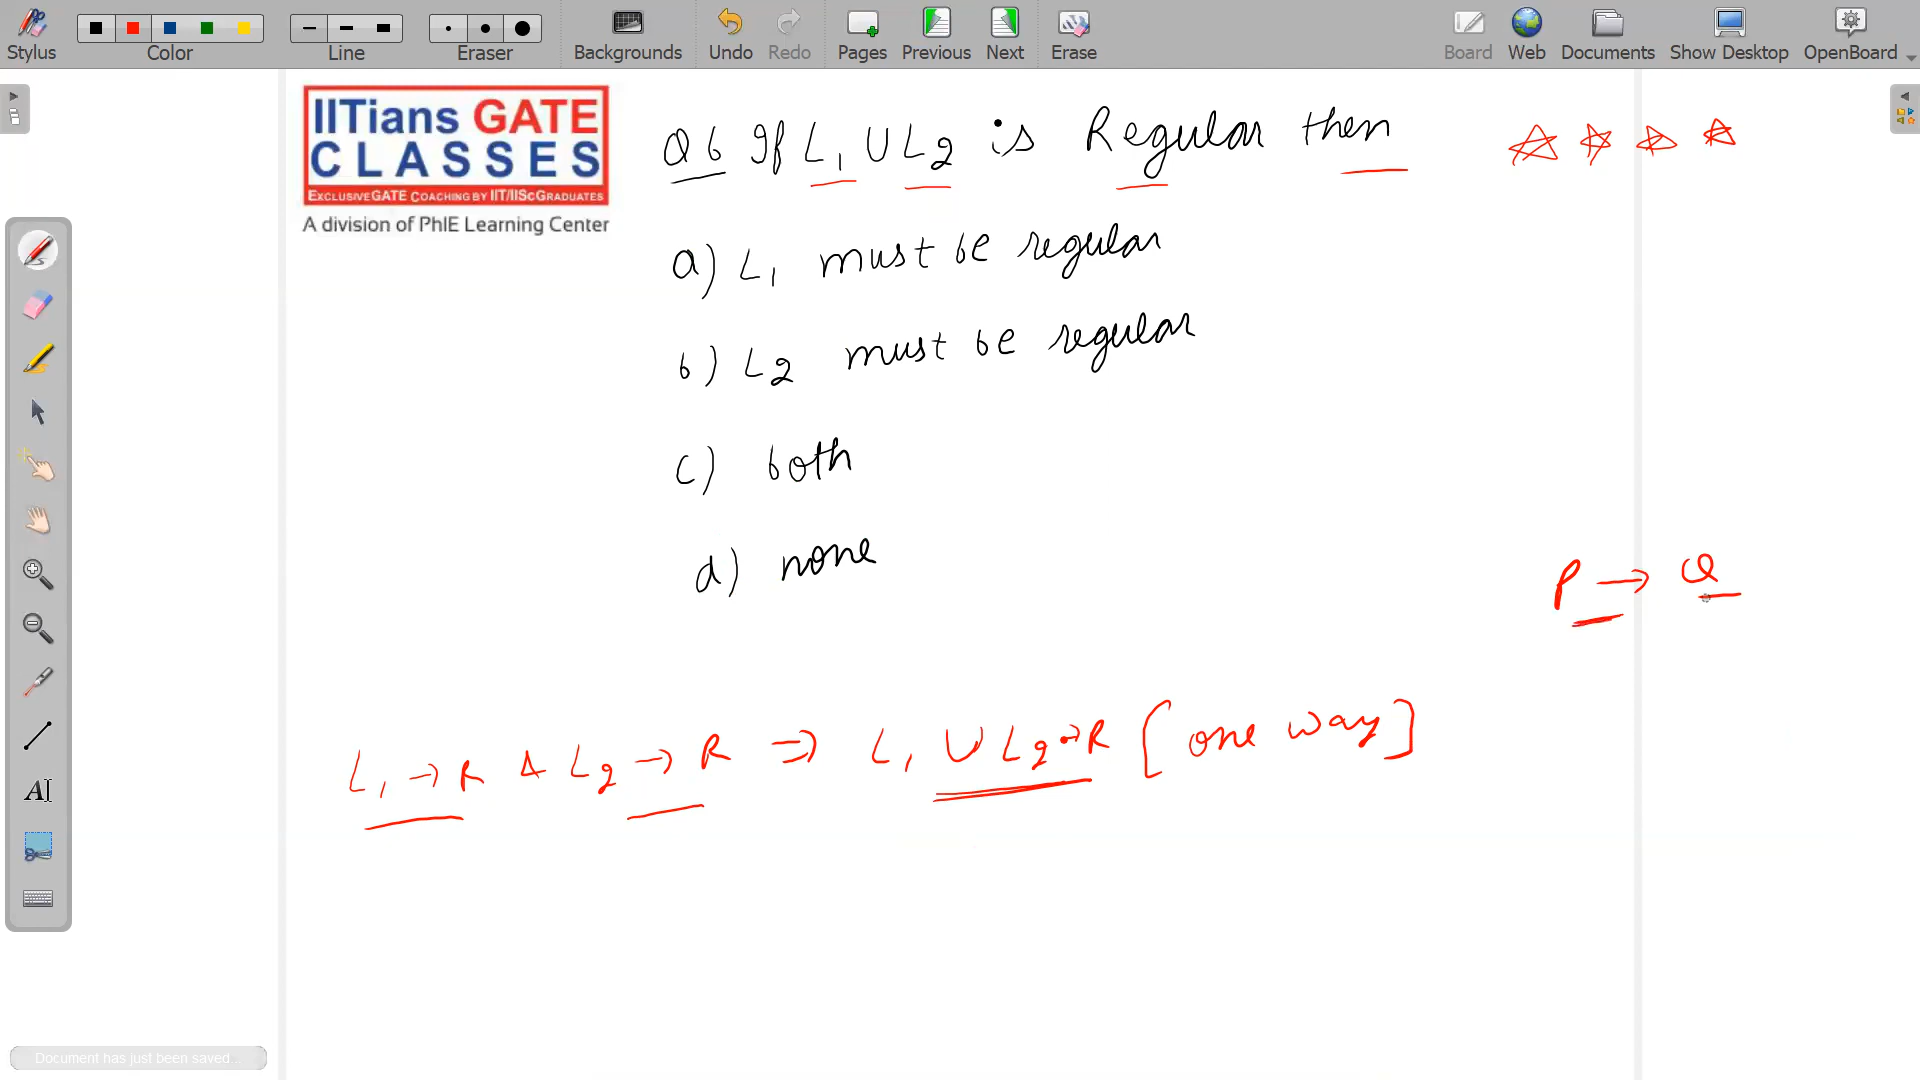 Stylus
Color
Line
Eraser
Backgrounds
Undo
Redo
Pages
Previous
Next
Erase
Board
Web
Documents
Show Desktop
OpenBoard
IITians GATE
CLASSES
EXCLUSIVE GATE COACHING BY IIT/IISc GRADUATES
A division of PhIE Learning Center
Q6 If L₁ ∪ L₂ is Regular then
a) L₁ must be regular
b) L₂ must be regular
c) both
d) none
P → Q
L₁ → R & L₂ → R ⇒ L₁ ∪ L₂ → R [one way]
Document has just been saved...